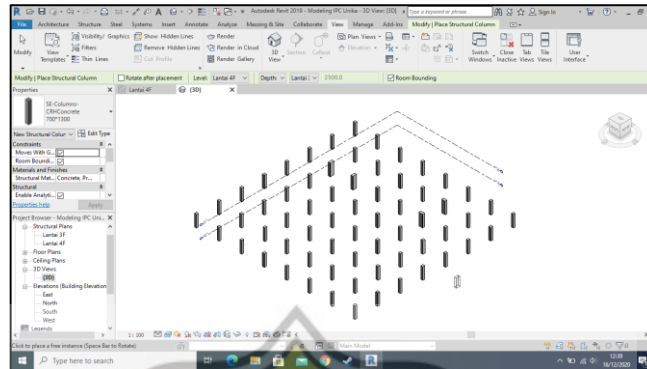 Autodesk Revit 2019 - Modeling IPC Unika - 3D View: {3D}
Type a keyword or phrase
Sign In
File Architecture Structure Steel Systems Insert Annotate Analyze Massing & Site Collaborate View Manage Add-Ins Modify | Place Structural Column
Modify
View Templates
Visibility/ Graphics
Filters
Thin Lines
Show Hidden Lines
Remove Hidden Lines
Cut Profile
Render
Render in Cloud
Render Gallery
3D View
Section
Callout
Plan Views
Elevation
Switch Windows
Close Inactive
Tab Views
Tile Views
User Interface
Modify | Place Structural Column Rotate after placement Level: Lantai 4F Depth: Lantai 2500.0 Room Bounding
Properties
Lantai 4F
{3D}
SE-Columns-
CRHConcrete
700*1300
New Structural Colur Edit Type
Constraints
Moves With G...
Room Boundi...
Materials and Finishes
Structural Mat... Concrete, Pr...
Structural
Enable Analyti...
Properties help Apply
Project Browser - Modeling IPC Uni...
Structural Plans
Lantai 3F
Lantai 4F
Floor Plans
Ceiling Plans
3D Views
{3D}
Elevations (Building Elevation
East
North
South
West
Legends
1 : 100
Click to place a free instance (Space Bar to Rotate)
Main Model
Type here to search
12:39
16/12/2020